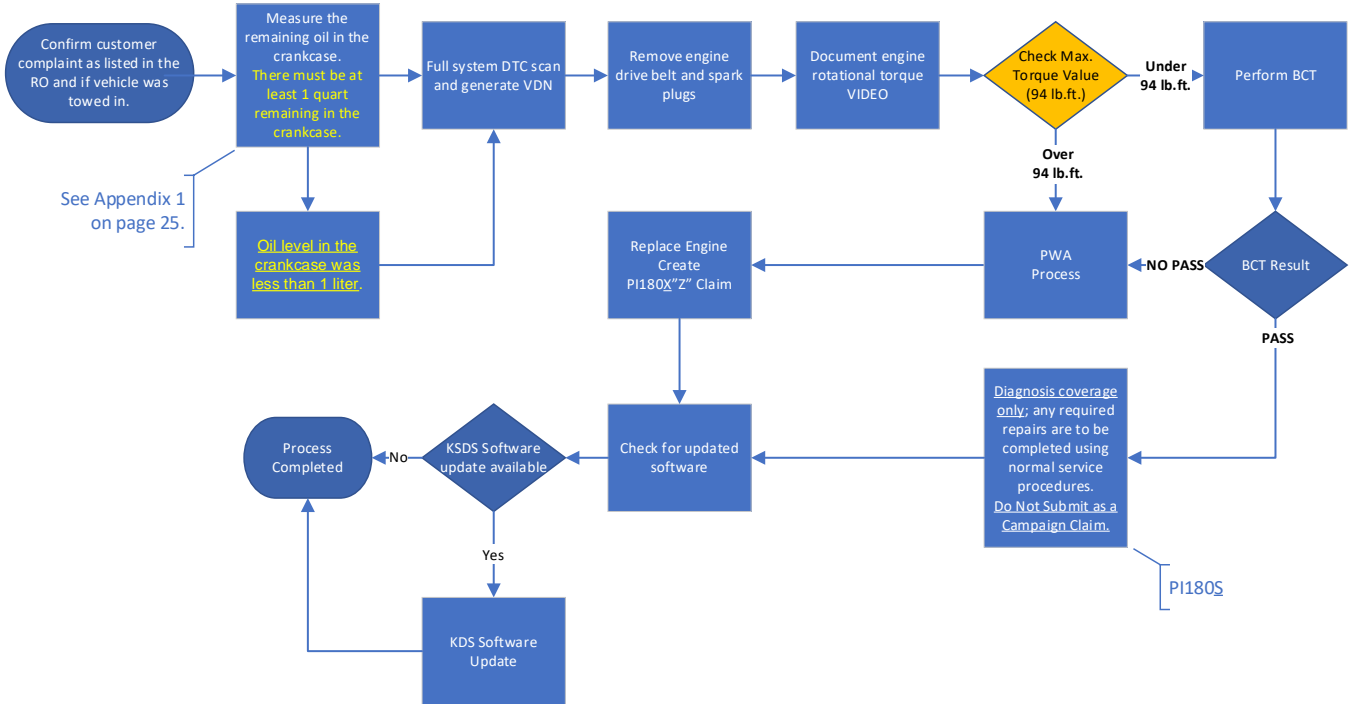 Confirm customer
complaint as listed in the
RO and if vehicle was
towed in.
Measure the
remaining oil in the
crankcase.
There must be at
least 1 quart
remaining in the
crankcase.
Full system DTC scan
and generate VDN
Remove engine
drive belt and spark
plugs
Document engine
rotational torque
VIDEO
Check Max.
Torque Value
(94 lb.ft.)
Under
94 lb.ft.
Perform BCT
Over
94 lb.ft.
See Appendix 1
on page 25.
Oil level in the
crankcase was
less than 1 liter.
Replace Engine
Create
PI180X"Z" Claim
PWA
Process
NO PASS
BCT Result
PASS
Process
Completed
No
KSDS Software
update available
Check for updated
software
Diagnosis coverage
only; any required
repairs are to be
completed using
normal service
procedures.
Do Not Submit as a
Campaign Claim.
Yes
PI180S
KDS Software
Update